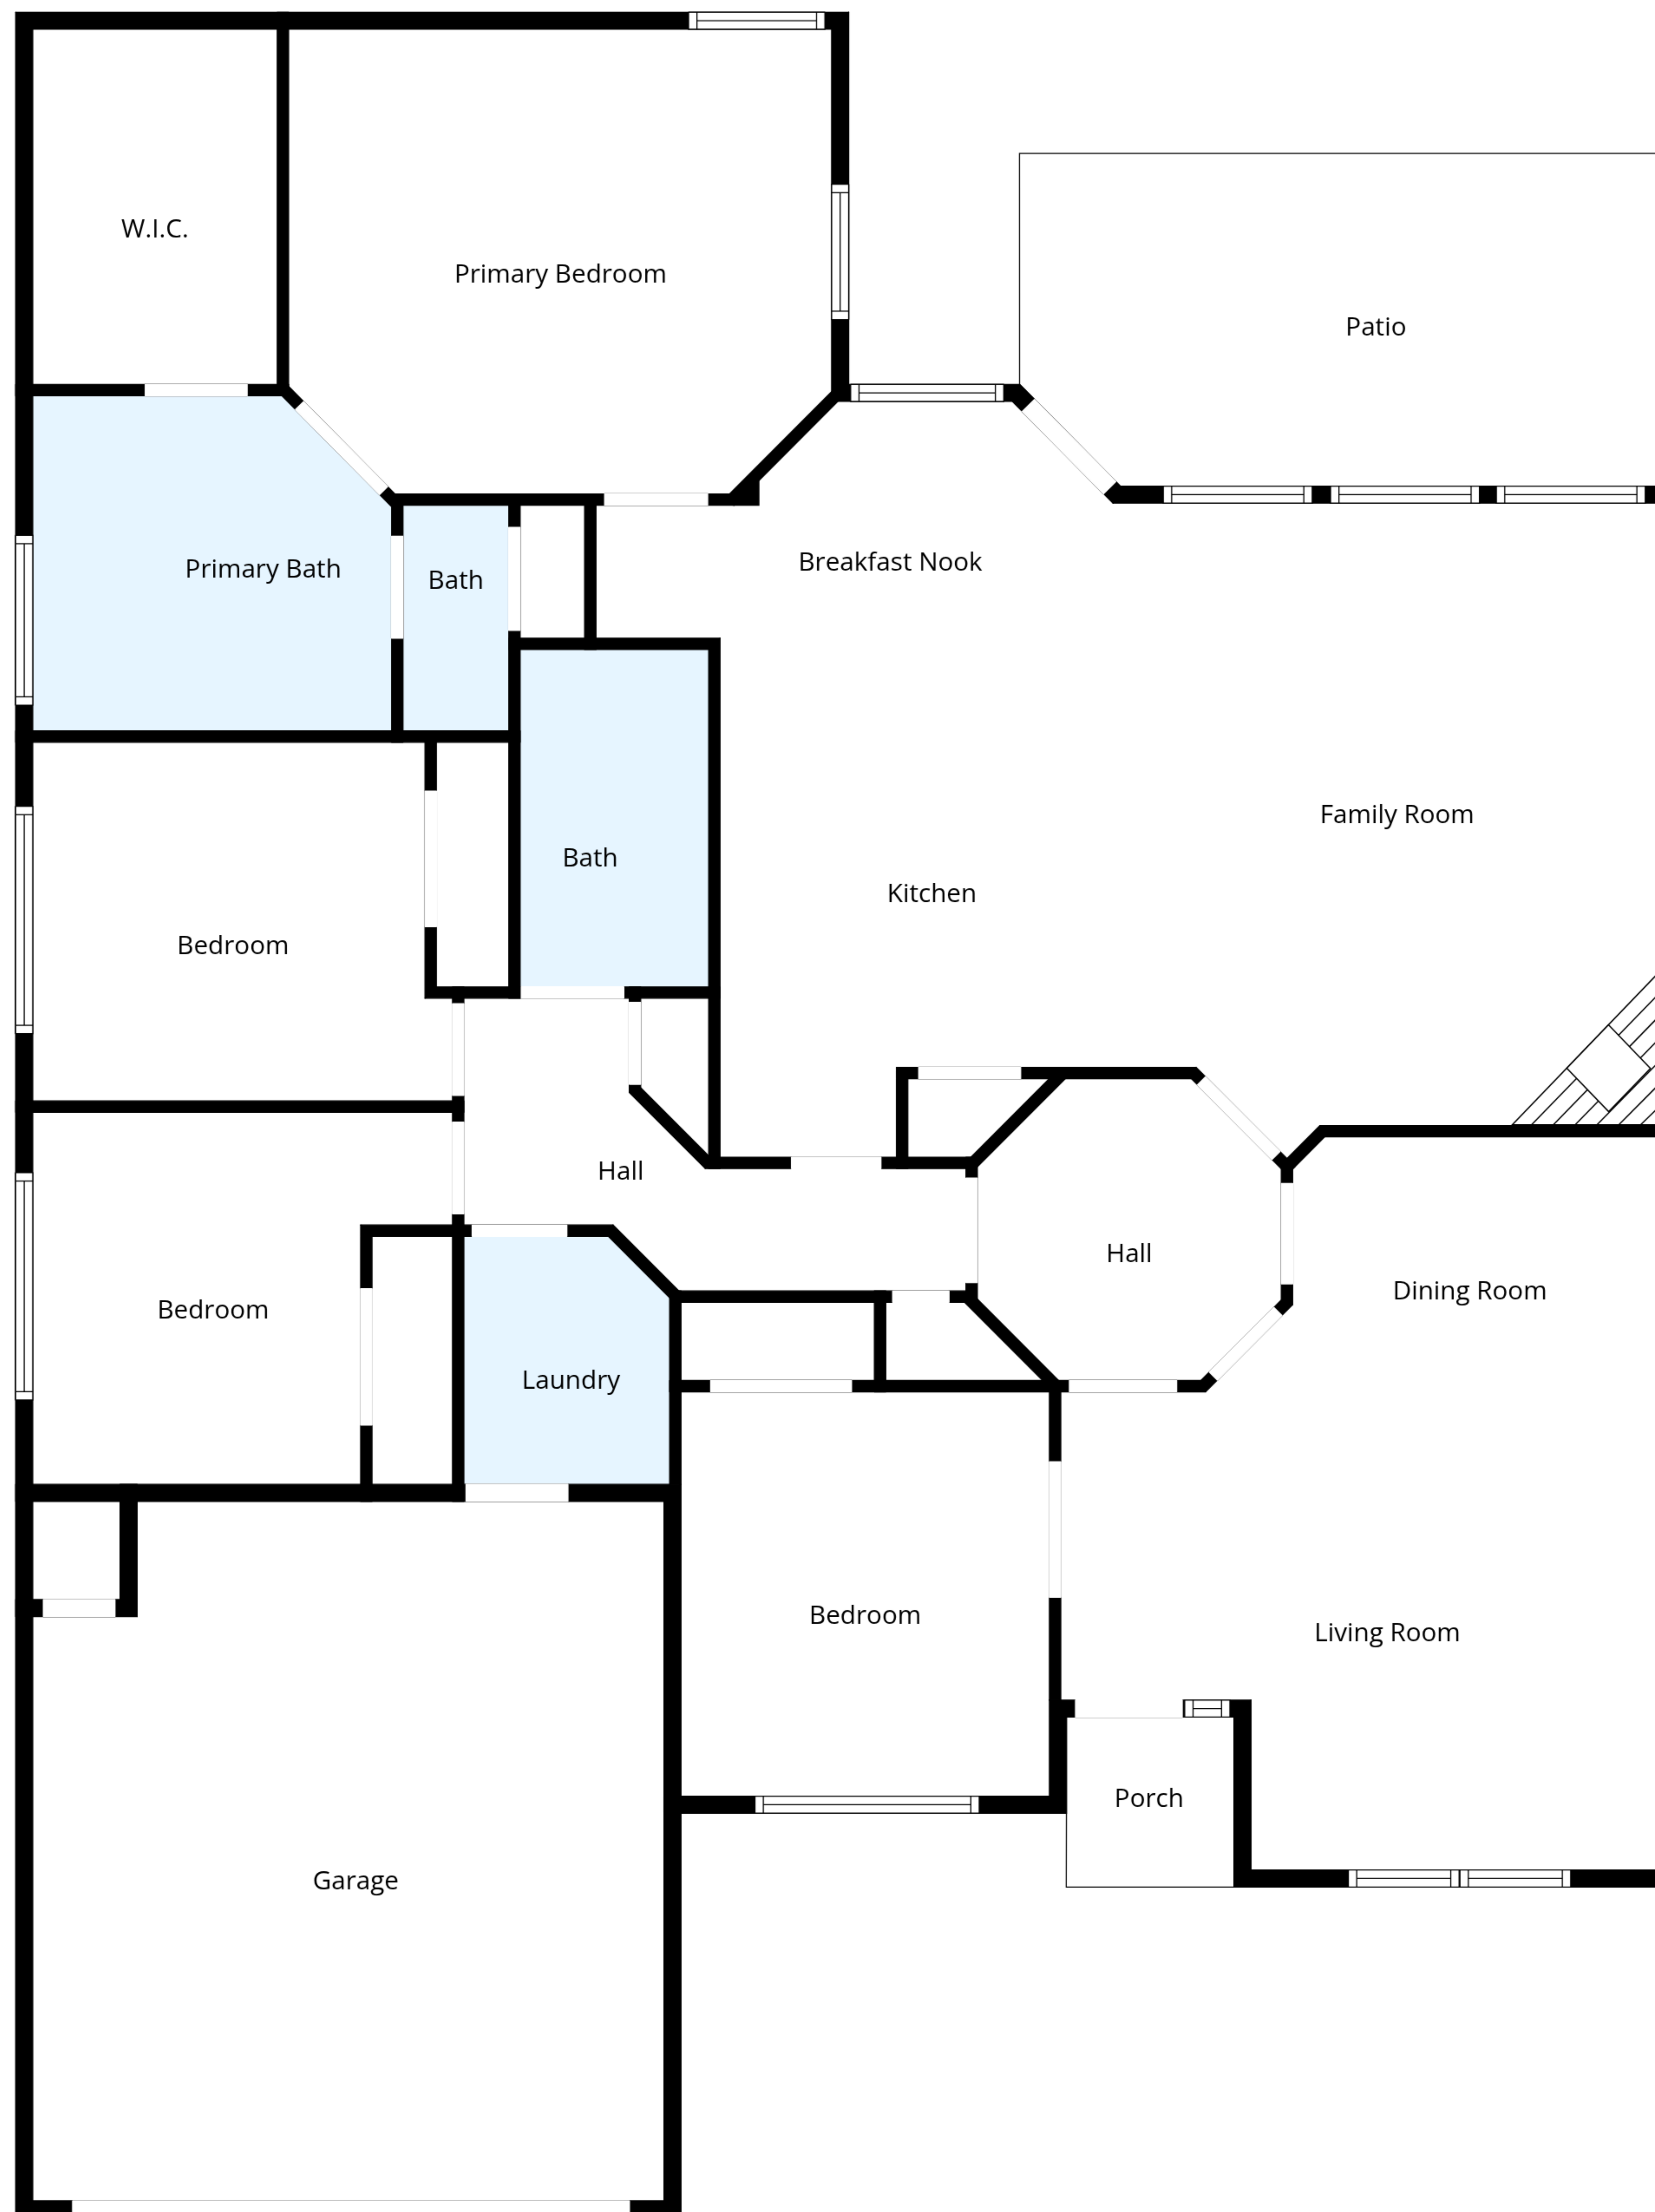 W.I.C.
Primary Bedroom
Patio
Breakfast Nook
Primary Bath
Bath
Family Room
Bath
Kitchen
Bedroom
Hall
Hall
Dining Room
Bedroom
Laundry
Bedroom
Living Room
Porch
Garage